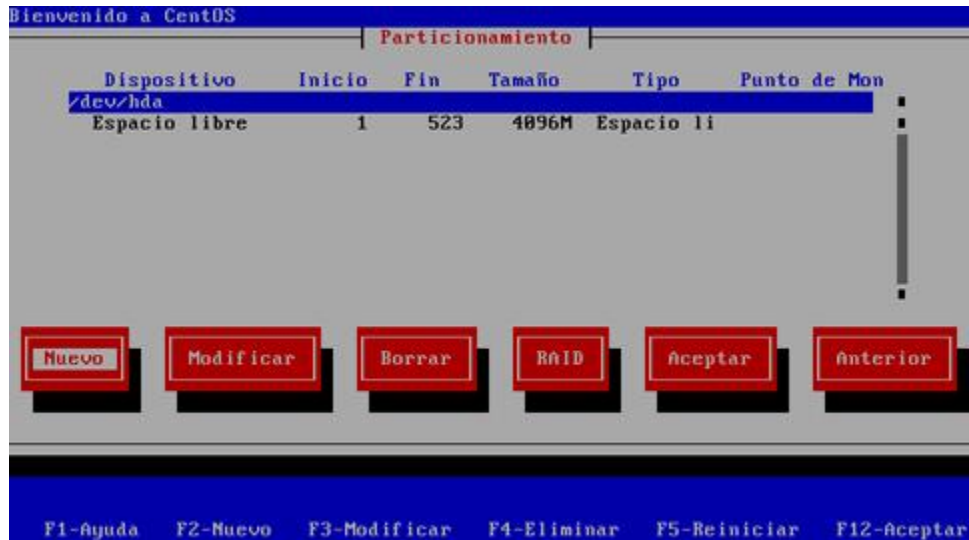 Bienvenido a CentOS
Particionamiento
Dispositivo Inicio Fin Tamaño Tipo Punto de Mon
/dev/hda
Espacio libre 1 523 4096M Espacio li
Nuevo Modificar Borrar RAID Aceptar Anterior
F1-Ayuda F2-Nuevo F3-Modificar F4-Eliminar F5-Reiniciar F12-Aceptar